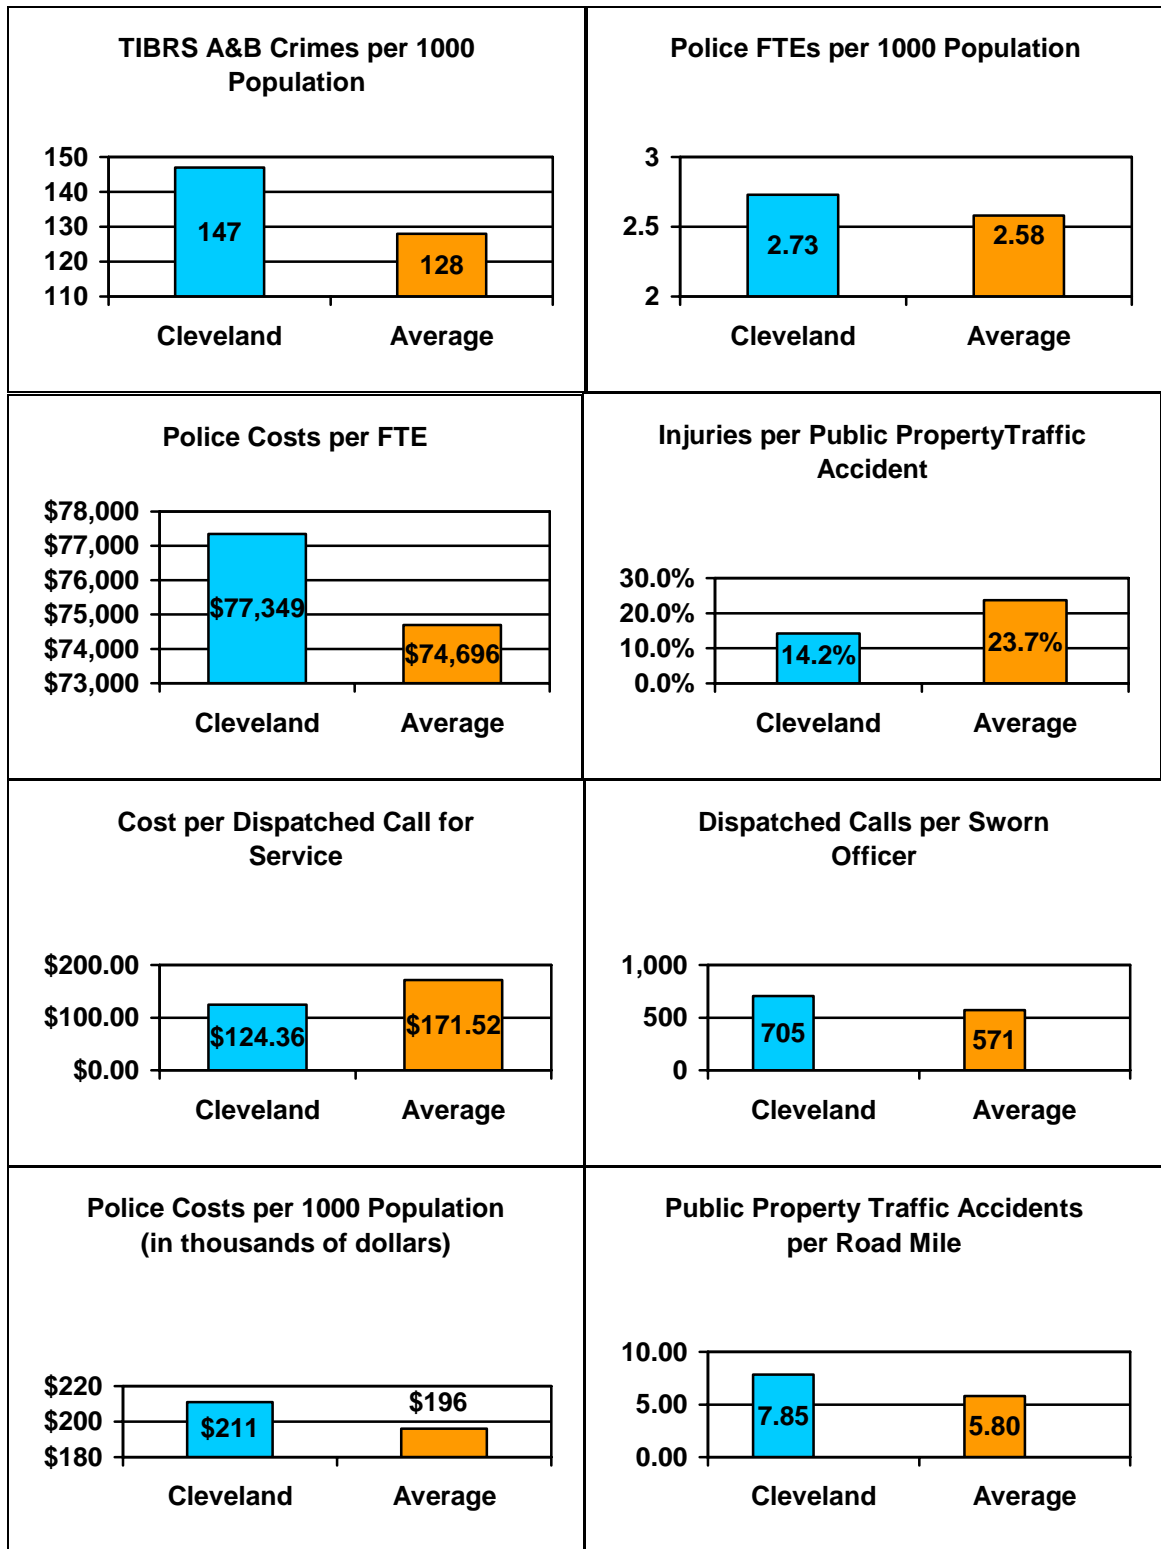 TIBRS A&B Crimes per 1000
Population
150
140
130
120
110
147
128
Cleveland
Average
Police FTEs per 1000 Population
3
2.5
2
2.73
2.58
Cleveland
Average
Police Costs per FTE
$78,000
$77,000
$76,000
$75,000
$74,000
$73,000
$77,349
$74,696
Cleveland
Average
Injuries per Public PropertyTraffic
Accident
30.0%
20.0%
10.0%
0.0%
14.2%
23.7%
Cleveland
Average
Cost per Dispatched Call for
Service
$200.00
$100.00
$0.00
$124.36
$171.52
Cleveland
Average
Dispatched Calls per Sworn
Officer
1,000
500
0
705
571
Cleveland
Average
Police Costs per 1000 Population
(in thousands of dollars)
$220
$200
$180
$211
$196
Cleveland
Average
Public Property Traffic Accidents
per Road Mile
10.00
5.00
0.00
7.85
5.80
Cleveland
Average